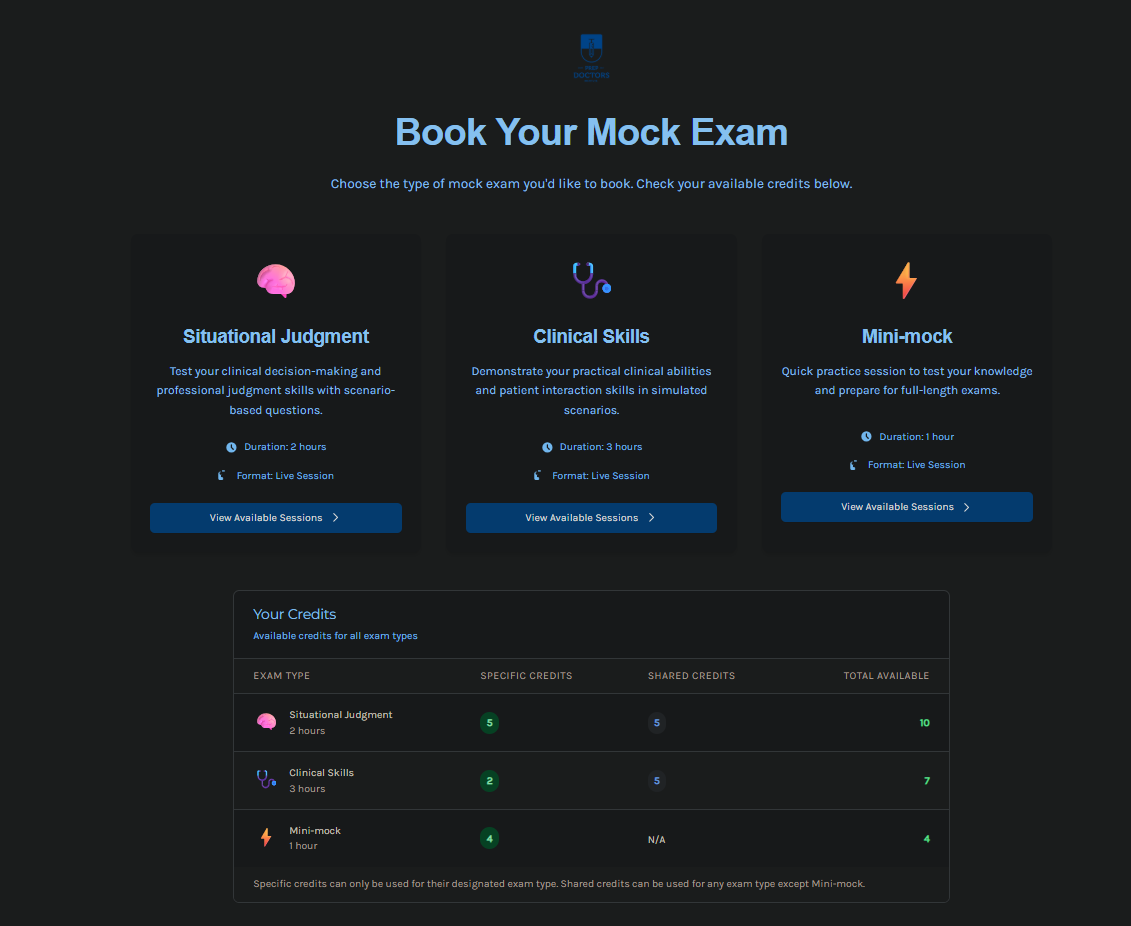 PREP
DOCTORS
Book Your Mock Exam
Choose the type of mock exam you'd like to book. Check your available credits below.
Situational Judgment
Test your clinical decision-making and
professional judgment skills with scenario-
based questions.
Duration: 2 hours
Format: Live Session
View Available Sessions
Clinical Skills
Demonstrate your practical clinical abilities
and patient interaction skills in simulated
scenarios.
Duration: 3 hours
Format: Live Session
View Available Sessions
Mini-mock
Quick practice session to test your knowledge
and prepare for full-length exams.
Duration: 1 hour
Format: Live Session
View Available Sessions
Your Credits
Available credits for all exam types
EXAM TYPE SPECIFIC CREDITS SHARED CREDITS TOTAL AVAILABLE
Situational Judgment
2 hours
5 5 10
Clinical Skills
3 hours
2 5 7
Mini-mock
1 hour
4 N/A 4
Specific credits can only be used for their designated exam type. Shared credits can be used for any exam type except Mini-mock.